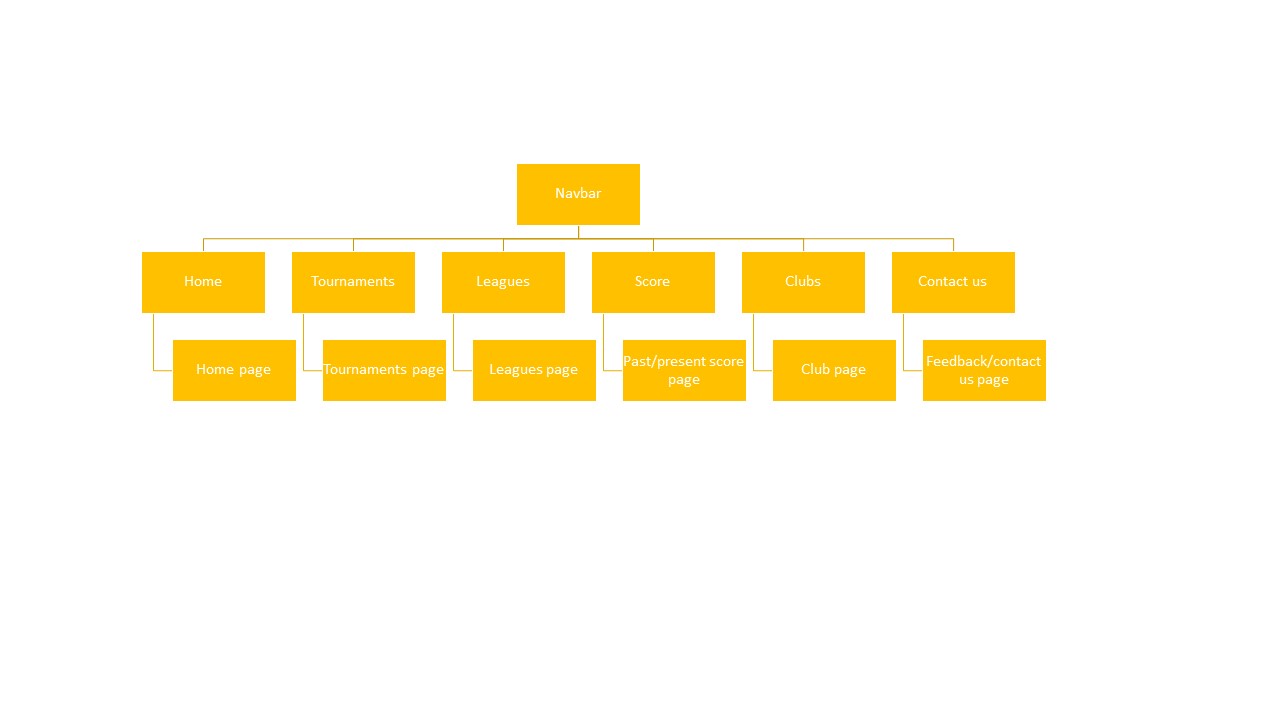 Navbar
Home
Tournaments
Leagues
Score
Clubs
Contact us
Home page
Tournaments page
Leagues page
Past/present score
page
Club page
Feedback/contact
us page